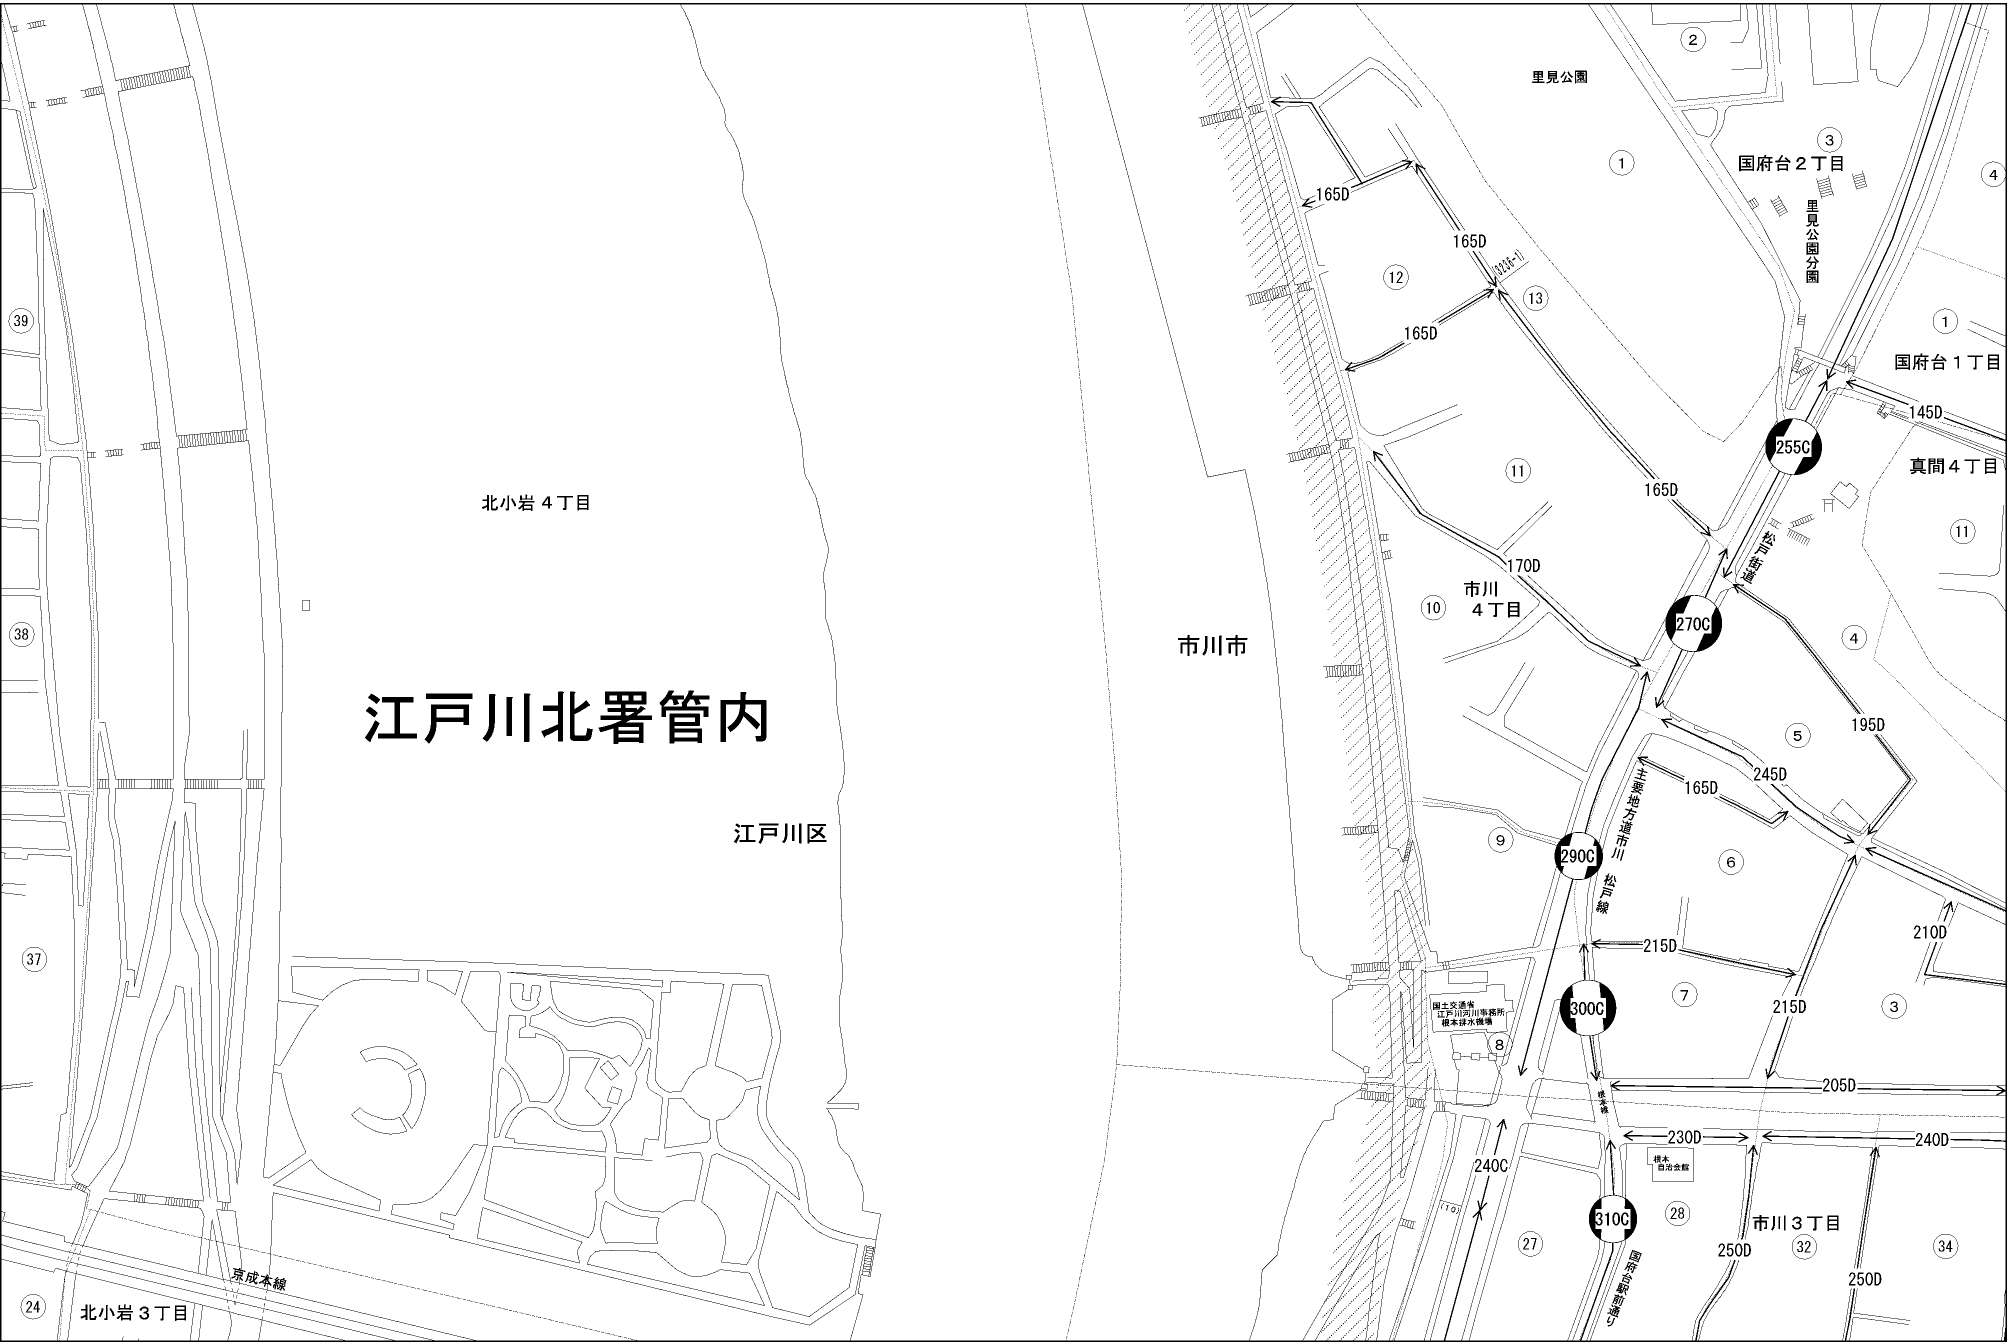 2
里見公園
1
3
国府台２丁目
4
165D
里見公園分園
165D
(3236-1)
12
13
39
1
165D
国府台１丁目
145D
255C
真間４丁目
11
165D
北小岩４丁目
松戸街道
11
170D
市川
４丁目
10
270C
38
4
市川市
江戸川北署管内
195D
5
245D
165D
主要地方道市川 松戸線
江戸川区
9
290C
6
210D
215D
37
7
国土交通省
江戸川河川事務所
根本排水機場
300C
215D
3
8
205D
根本線
230D
240D
240C
根本
自治会館
(10)
310C
28
市川３丁目
27
250D
32
34
京成本線
国府台駅前通り
250D
24
北小岩３丁目